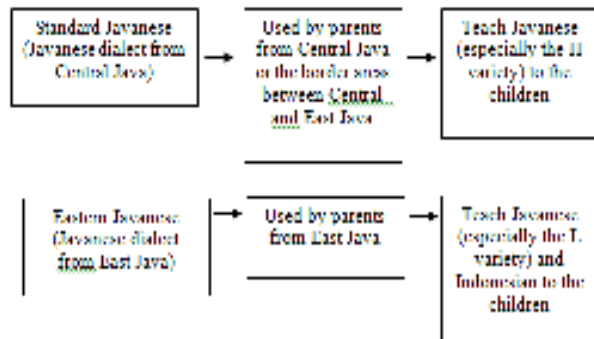 Standard Javanese
(Javanese dialect from
Central Java)
Used by parents
from Central Java
or the border areas
between Central
and East Java
Teach Javanese
(especially the H
variety) to the
children
Eastern Javanese
(Javanese dialect
from East Java)
Used by parents
from East Java
Teach Javanese
(especially the L
variety) and
Indonesian to the
children